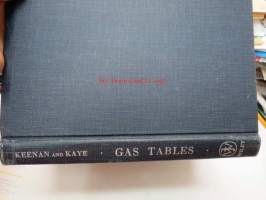 KEENAN AND KAYE · GAS TABLES · WILEY